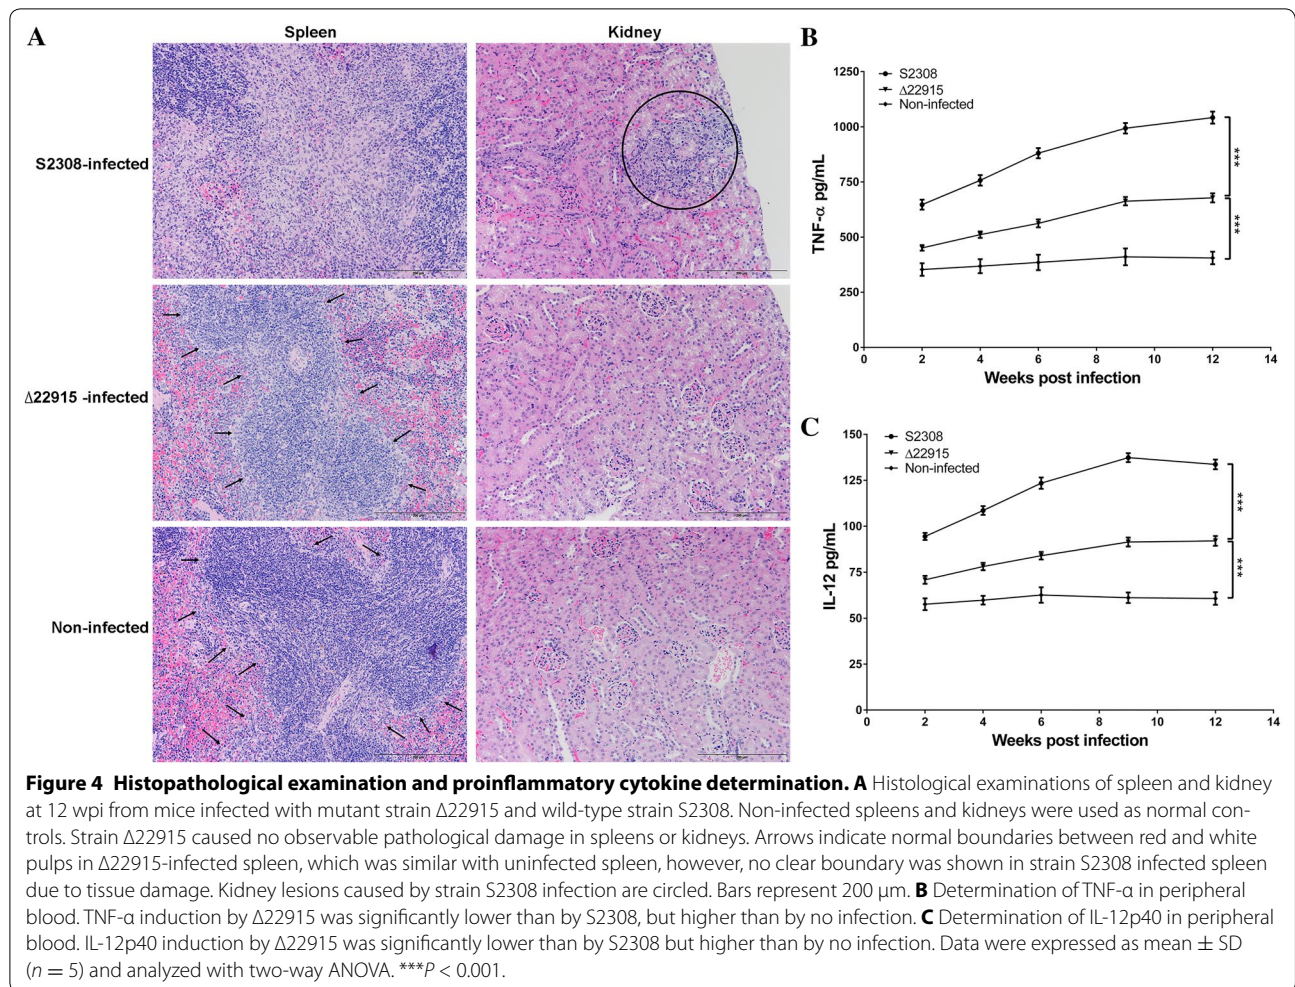 A
Spleen
Kidney
S2308-infected
Δ22915 -infected
Non-infected
B
S2308
Δ22915
Non-infected
TNF-α pg/mL
1250
1000
750
500
250
0
0 2 4 6 8 10 12 14
Weeks post infection
***
***
C
S2308
Δ22915
Non-infected
IL-12 pg/mL
150
125
100
75
50
25
0
0 2 4 6 8 10 12 14
Weeks post infection
***
***
Figure 4 Histopathological examination and proinflammatory cytokine determination. A Histological examinations of spleen and kidney
at 12 wpi from mice infected with mutant strain Δ22915 and wild-type strain S2308. Non-infected spleens and kidneys were used as normal con-
trols. Strain Δ22915 caused no observable pathological damage in spleens or kidneys. Arrows indicate normal boundaries between red and white
pulps in Δ22915-infected spleen, which was similar with uninfected spleen, however, no clear boundary was shown in strain S2308 infected spleen
due to tissue damage. Kidney lesions caused by strain S2308 infection are circled. Bars represent 200 μm. B Determination of TNF-α in peripheral
blood. TNF-α induction by Δ22915 was significantly lower than by S2308, but higher than by no infection. C Determination of IL-12p40 in peripheral
blood. IL-12p40 induction by Δ22915 was significantly lower than by S2308 but higher than by no infection. Data were expressed as mean ± SD
(n = 5) and analyzed with two-way ANOVA. ***P < 0.001.